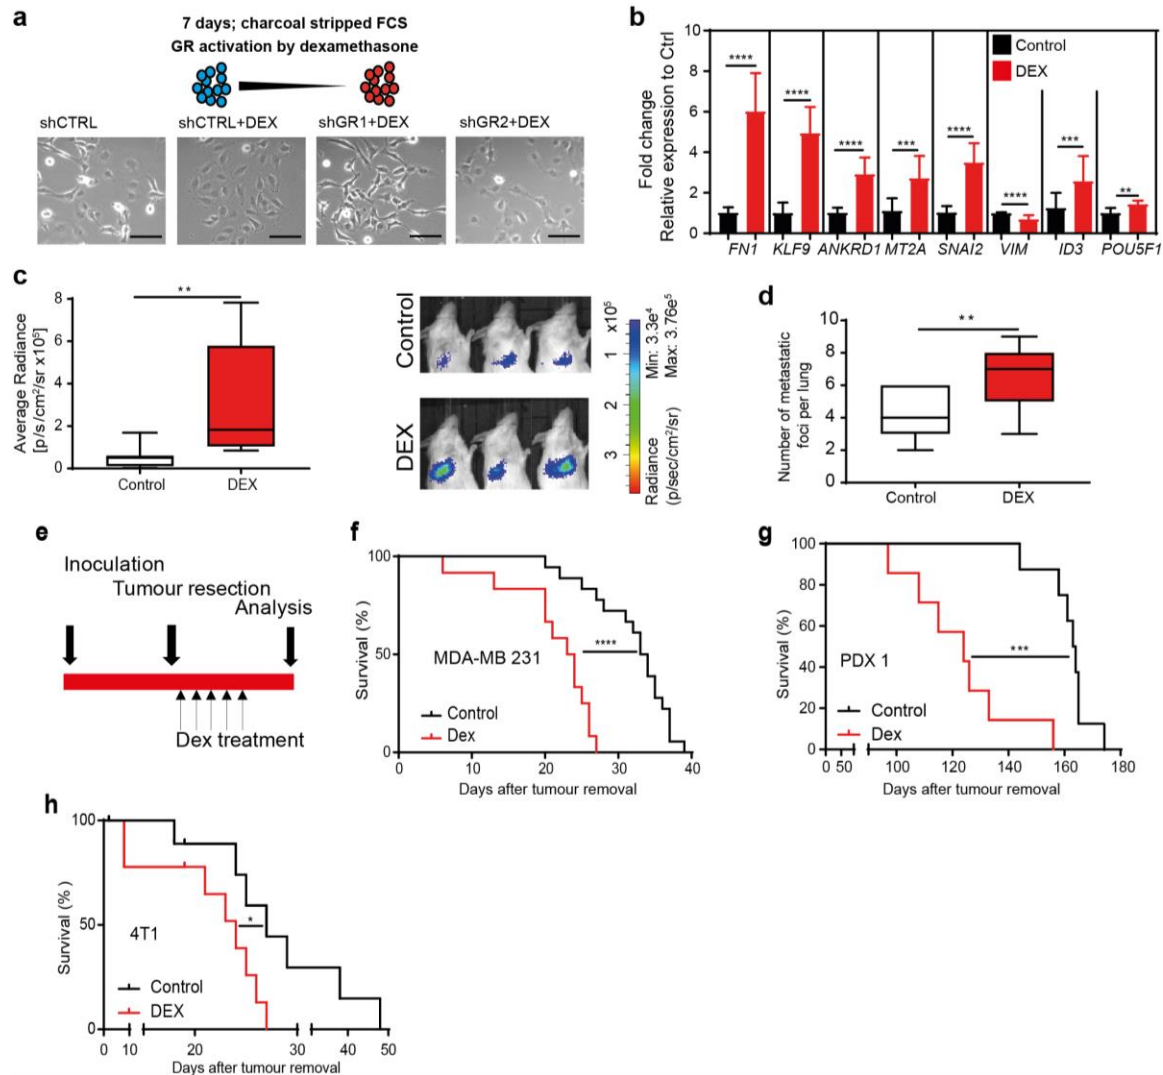 a
7 days; charcoal stripped FCS
GR activation by dexamethasone
shCTRL shCTRL+DEX shGR1+DEX shGR2+DEX
b
Fold change
Relative expression to Ctrl
10
8
6
4
2
0
Control
DEX
**** **** **** *** **** **** *** **
FN1 KLF9 ANKRD1 MT2A SNAI2 VIM ID3 POU5F1
c
Average Radiance
[p/s/cm²/sr x10⁵]
8
6
4
2
0
**
Control DEX
Control
DEX
x10⁵
1
2
3
Min: 3.3e⁴
Max: 3.76e⁵
Radiance
(p/sec/cm²/sr)
d
Number of metastatic
foci per lung
10
8
6
4
2
0
**
Control DEX
e
Inoculation
Tumour resection
Analysis
Dex treatment
f
Survival (% )
100
50
0
****
MDA-MB 231
Control
Dex
0 10 20 30 40
Days after tumour removal
g
Survival (%)
100
80
60
40
20
0
***
PDX 1
Control
Dex
0 50 100 120 140 160 180
Days after tumour removal
h
Survival (% )
100
50
0
*
4T1
Control
DEX
0 10 20 30 40 50
Days after tumour removal